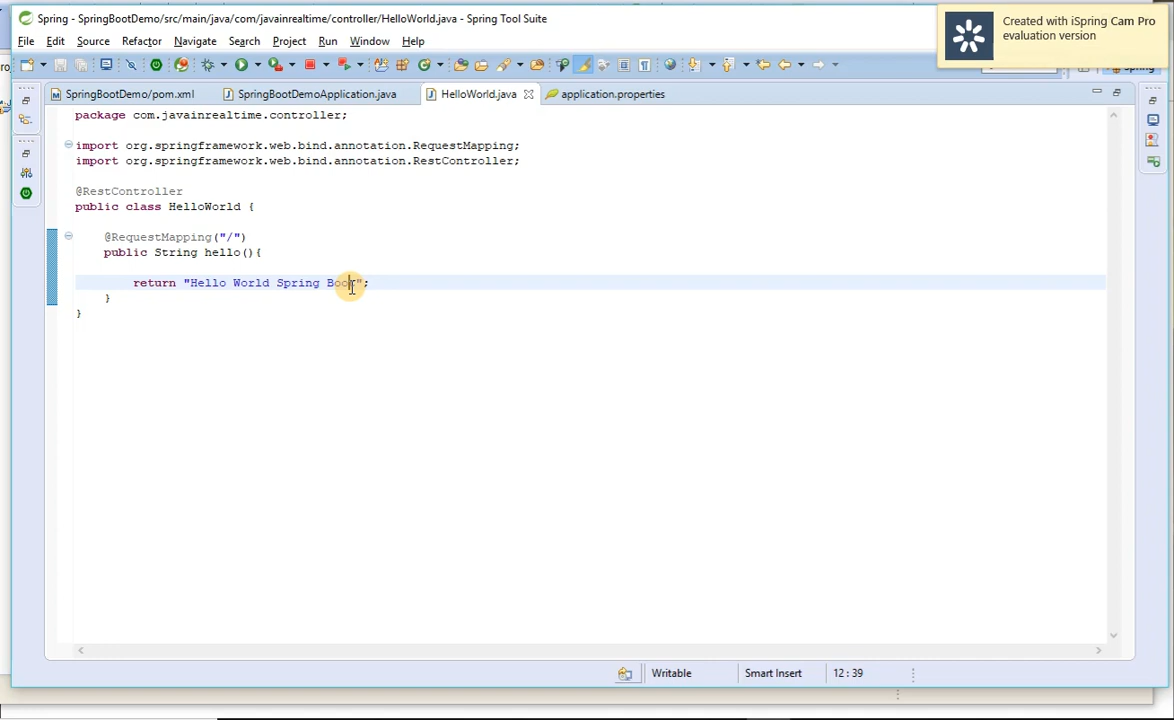 Spring - SpringBootDemo/src/main/java/com/javainrealtime/controller/HelloWorld.java - Spring Tool Suite
Created with iSpring Cam Pro
evaluation version
File Edit Source Refactor Navigate Search Project Run Window Help
SpringBootDemo/pom.xml SpringBootDemoApplication.java HelloWorld.java application.properties
package com.javainrealtime.controller;
import org.springframework.web.bind.annotation.RequestMapping;
import org.springframework.web.bind.annotation.RestController;
@RestController
public class HelloWorld {
@RequestMapping("/")
public String hello(){
return "Hello World Spring Boot";
}
}
Writable Smart Insert 12 : 39